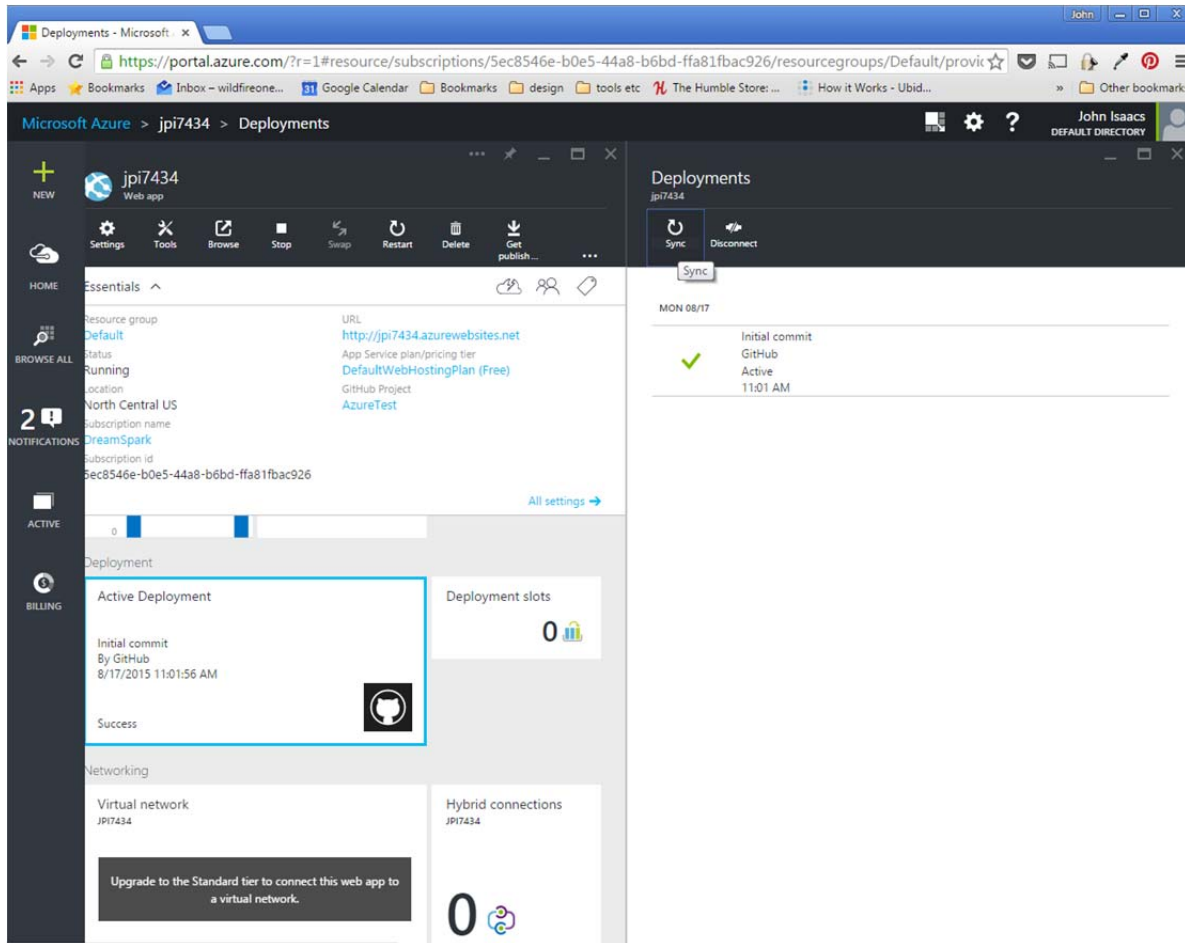 John
Deployments - Microsoft
https://portal.azure.com/?r=1#resource/subscriptions/5ec8546e-b0e5-44a8-b6bd-ffa81fbac926/resourcegroups/Default/provic
Apps Bookmarks Inbox – wildfireone... 31 Google Calendar Bookmarks design tools etc The Humble Store: ... How it Works - Ubid... » Other bookmark
Microsoft Azure > jpi7434 > Deployments
John Isaacs
DEFAULT DIRECTORY
NEW
HOME
BROWSE ALL
2
NOTIFICATIONS
ACTIVE
BILLING
jpi7434
Web app
Settings Tools Browse Stop Swap Restart Delete Get publish... ...
Essentials
Resource group
Default
Status
Running
Location
North Central US
Subscription name
DreamSpark
Subscription id
5ec8546e-b0e5-44a8-b6bd-ffa81fbac926
URL
http://jpi7434.azurewebsites.net
App Service plan/pricing tier
DefaultWebHostingPlan (Free)
GitHub Project
AzureTest
All settings
0
Deployment
Active Deployment
Initial commit
By GitHub
8/17/2015 11:01:56 AM
Success
Deployment slots
0
Networking
Virtual network
JPI7434
Upgrade to the Standard tier to connect this web app to
a virtual network.
Hybrid connections
JPI7434
0
Deployments
jpi7434
Sync Disconnect
Sync
MON 08/17
Initial commit
GitHub
Active
11:01 AM